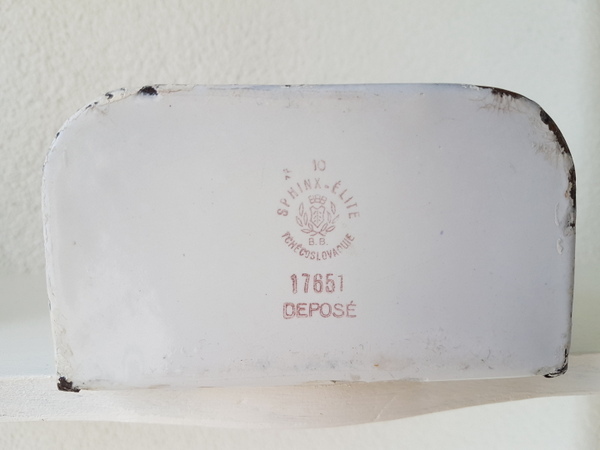 10
SPHINX-ÉLITE
B.B.
TCHÉCOSLOVAQUIE
17651
DEPOSÉ